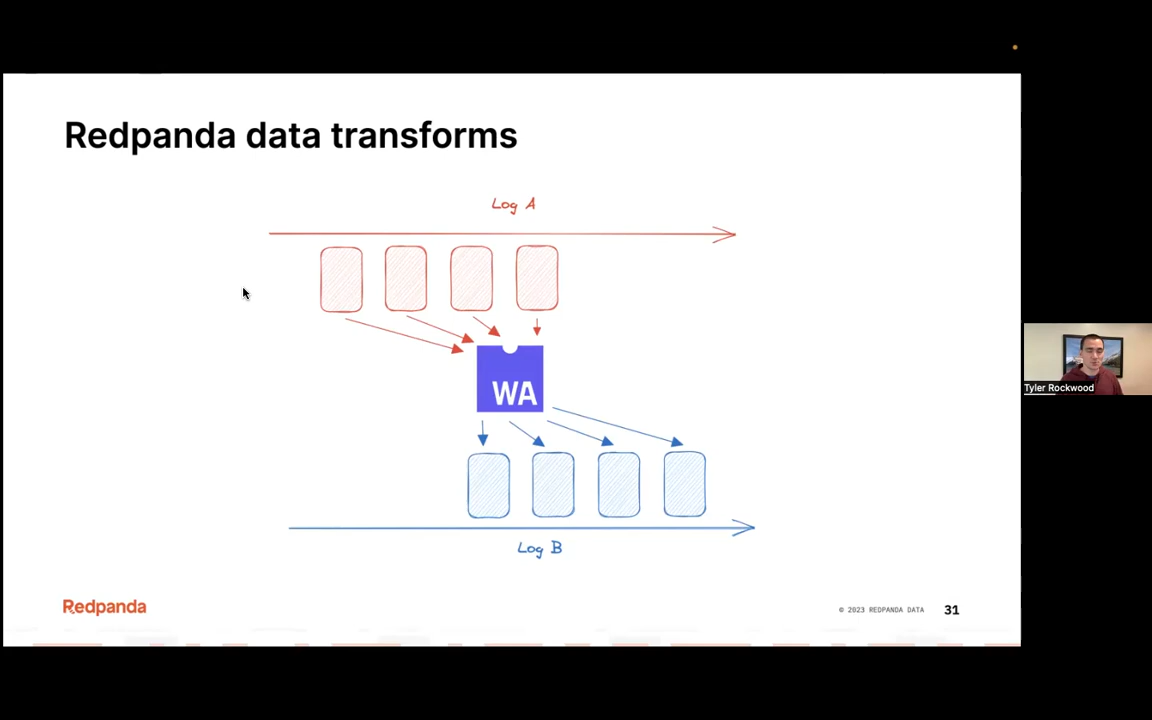 Redpanda data transforms
Log A
WA
Log B
Redpanda
© 2023 REDPANDA DATA
31
Tyler Rockwood